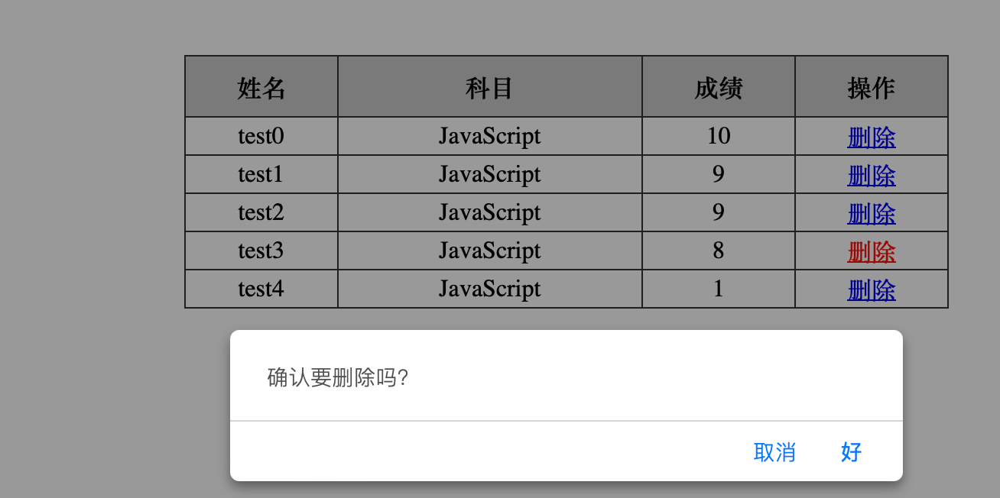 姓名 科目 成绩 操作
test0 JavaScript 10 删除
test1 JavaScript 9 删除
test2 JavaScript 9 删除
test3 JavaScript 8 删除
test4 JavaScript 1 删除
确认要删除吗?
取消 好